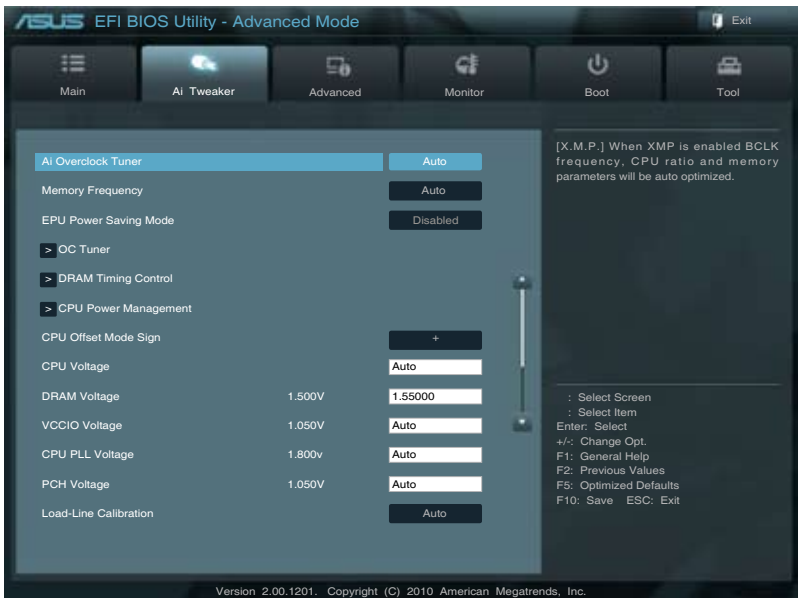 ASUS EFI BIOS Utility - Advanced Mode Exit
Main Ai Tweaker Advanced Monitor Boot Tool
Ai Overclock Tuner Auto
Memory Frequency Auto
EPU Power Saving Mode Disabled
> OC Tuner
> DRAM Timing Control
> CPU Power Management
CPU Offset Mode Sign +
CPU Voltage Auto
DRAM Voltage 1.500V 1.55000
VCCIO Voltage 1.050V Auto
CPU PLL Voltage 1.800v Auto
PCH Voltage 1.050V Auto
Load-Line Calibration Auto
[X.M.P.] When XMP is enabled BCLK
frequency, CPU ratio and memory
parameters will be auto optimized.
: Select Screen
: Select Item
Enter: Select
+/-: Change Opt.
F1: General Help
F2: Previous Values
F5: Optimized Defaults
F10: Save ESC: Exit
Version 2.00.1201. Copyright (C) 2010 American Megatrends, Inc.